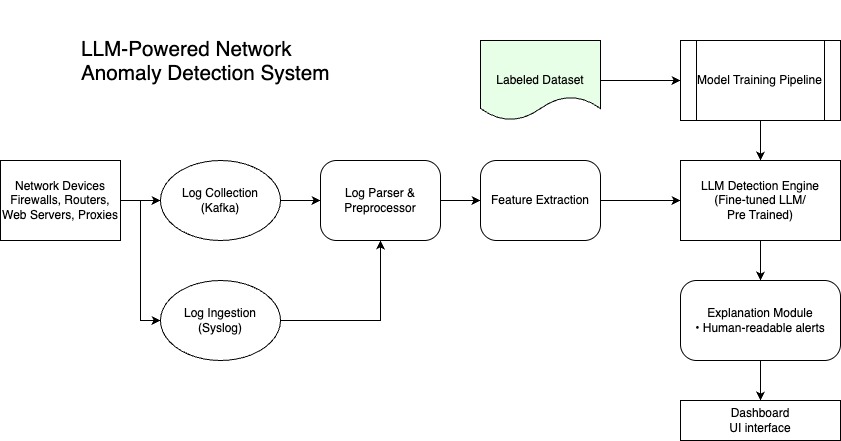 LLM-Powered Network
Anomaly Detection System
Labeled Dataset
Model Training Pipeline
Network Devices
Firewalls, Routers,
Web Servers, Proxies
Log Collection
(Kafka)
Log Parser &
Preprocessor
Feature Extraction
LLM Detection Engine
(Fine-tuned LLM/
Pre Trained)
Log Ingestion
(Syslog)
Explanation Module
• Human-readable alerts
Dashboard
UI interface